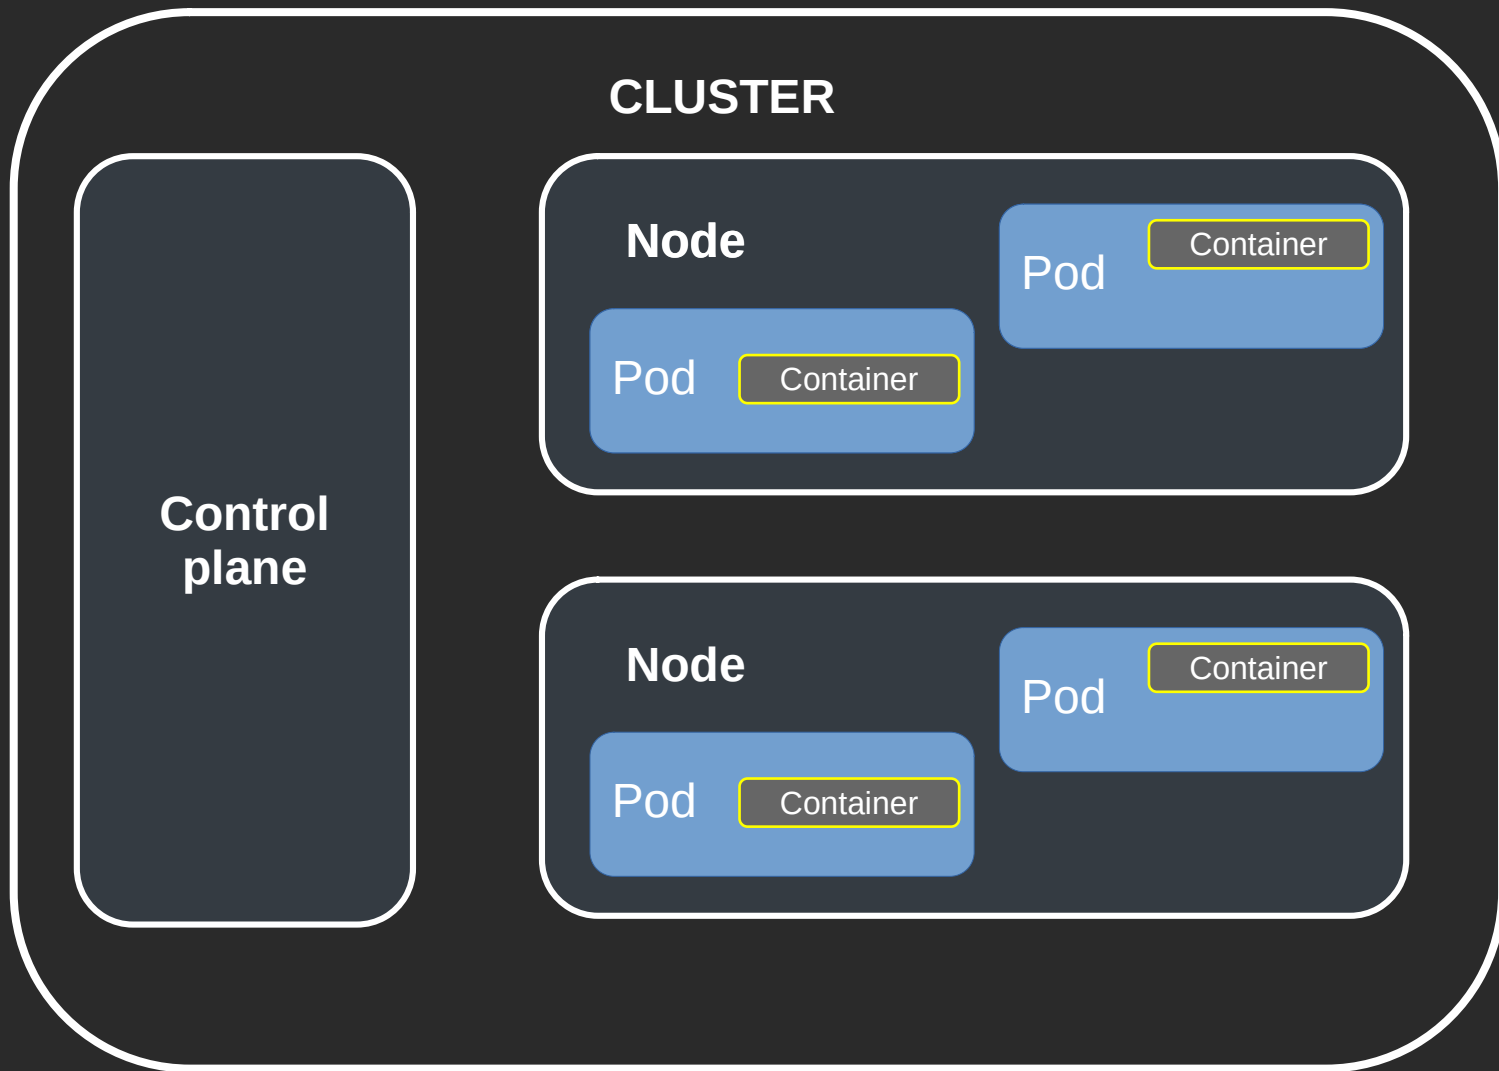 CLUSTER
Control
plane
Node
Pod
Container
Pod
Container
Node
Pod
Container
Pod
Container